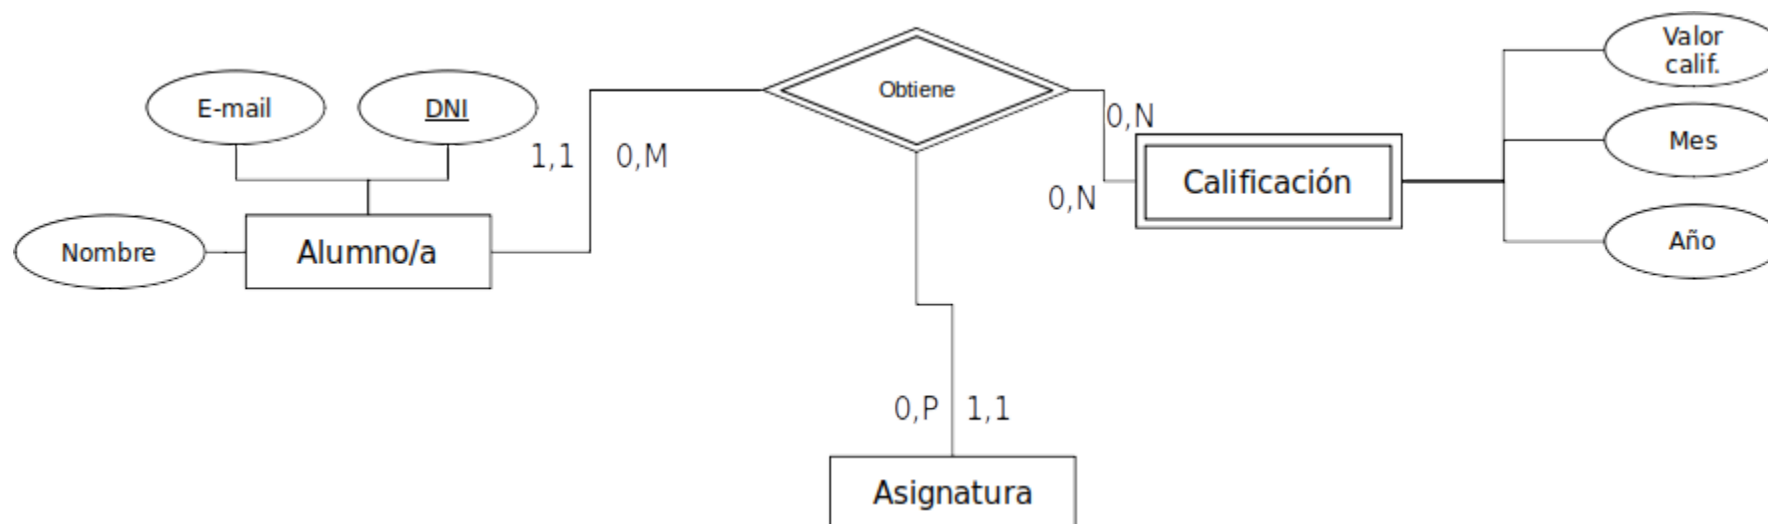 Valor
calif.
Obtiene
E-mail
DNI
0,N
Mes
1,1
0,M
Calificación
0,N
Nombre
Alumno/a
Año
0,P
1,1
Asignatura